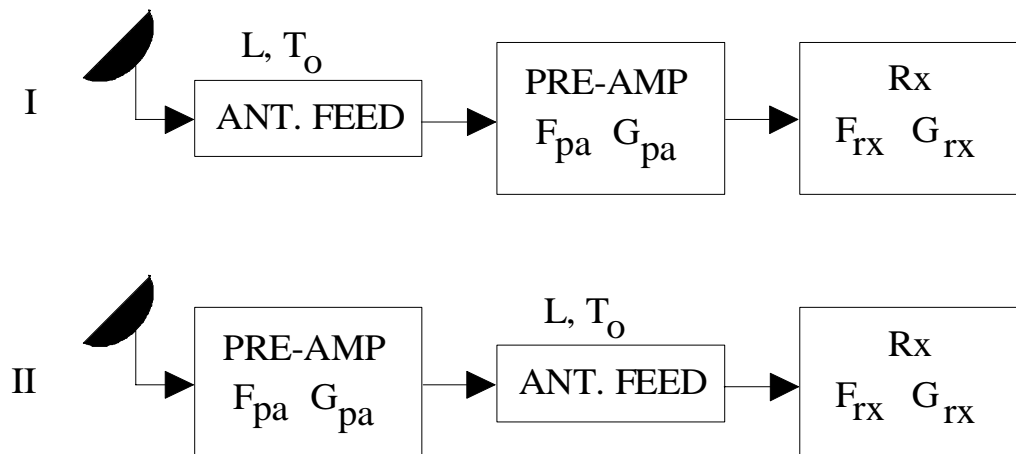 L, To
I
ANT. FEED
PRE-AMP
Fpa Gpa
Rx
Frx Grx
II
PRE-AMP
Fpa Gpa
L, To
ANT. FEED
Rx
Frx Grx